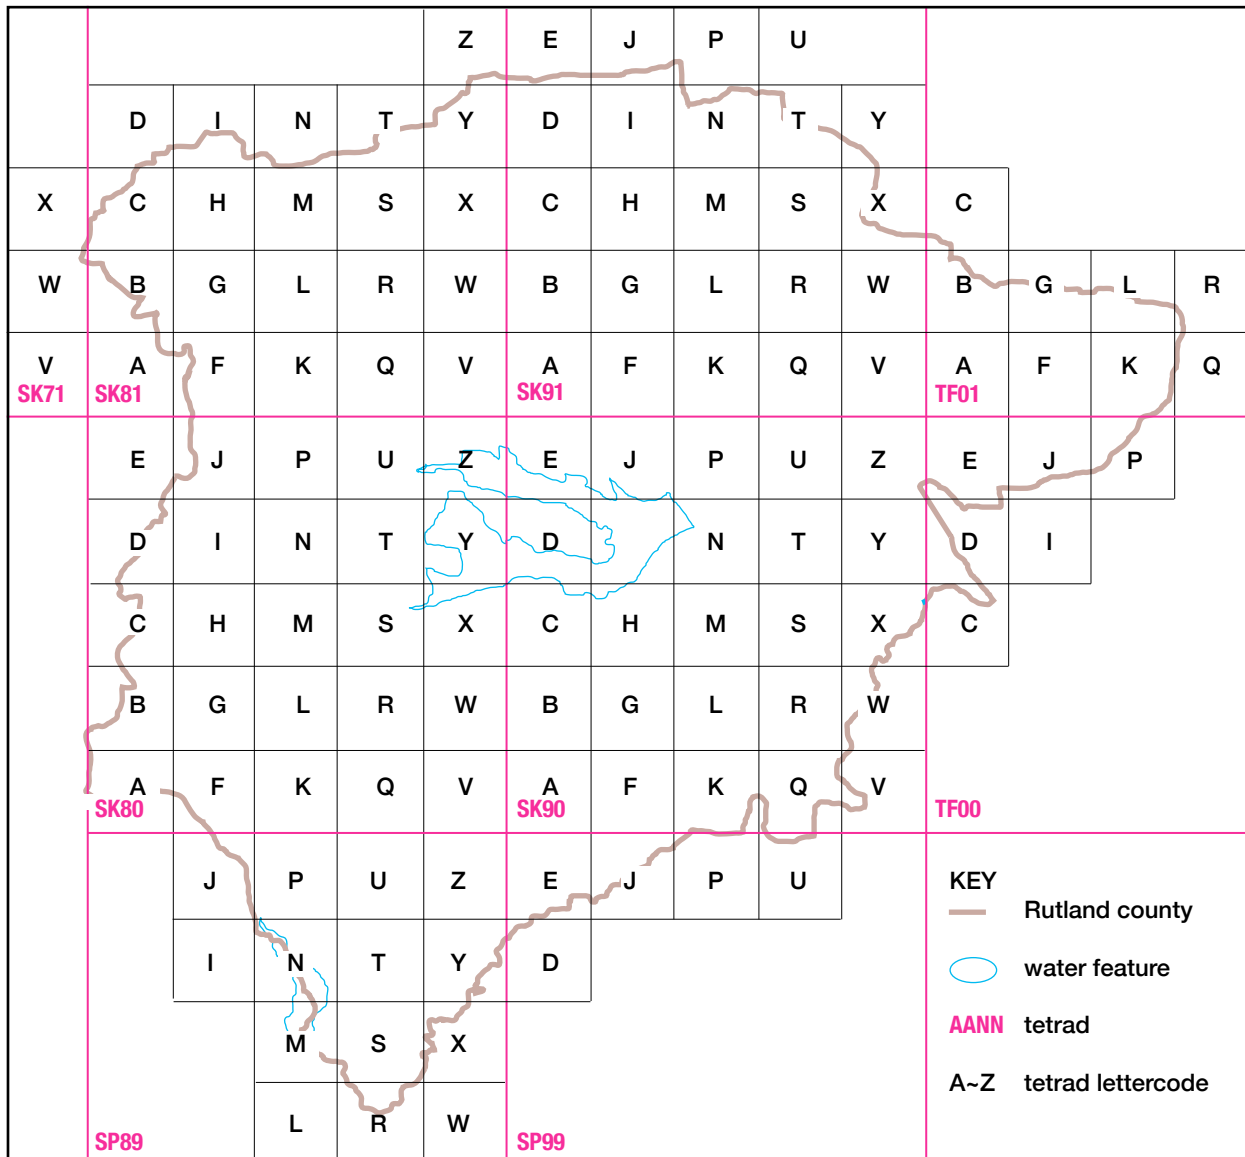 Z E J P U
D I N T Y D I N T Y
X C H M S X C H M S X C
W B G L R W B G L R W B G L R
V A F K Q V A F K Q V A F K Q
SK71 SK81 SK91 TF01
E J P U Z E J P U Z E J P
D I N T Y D N T Y D I
C H M S X C H M S X C
B G L R W B G L R W
A F K Q V A F K Q V
SK80 SK90 TF00
J P U Z E J P U
I N T Y D
M S X
L R W
SP89 SP99
KEY
Rutland county
water feature
AANN tetrad
A~Z tetrad lettercode